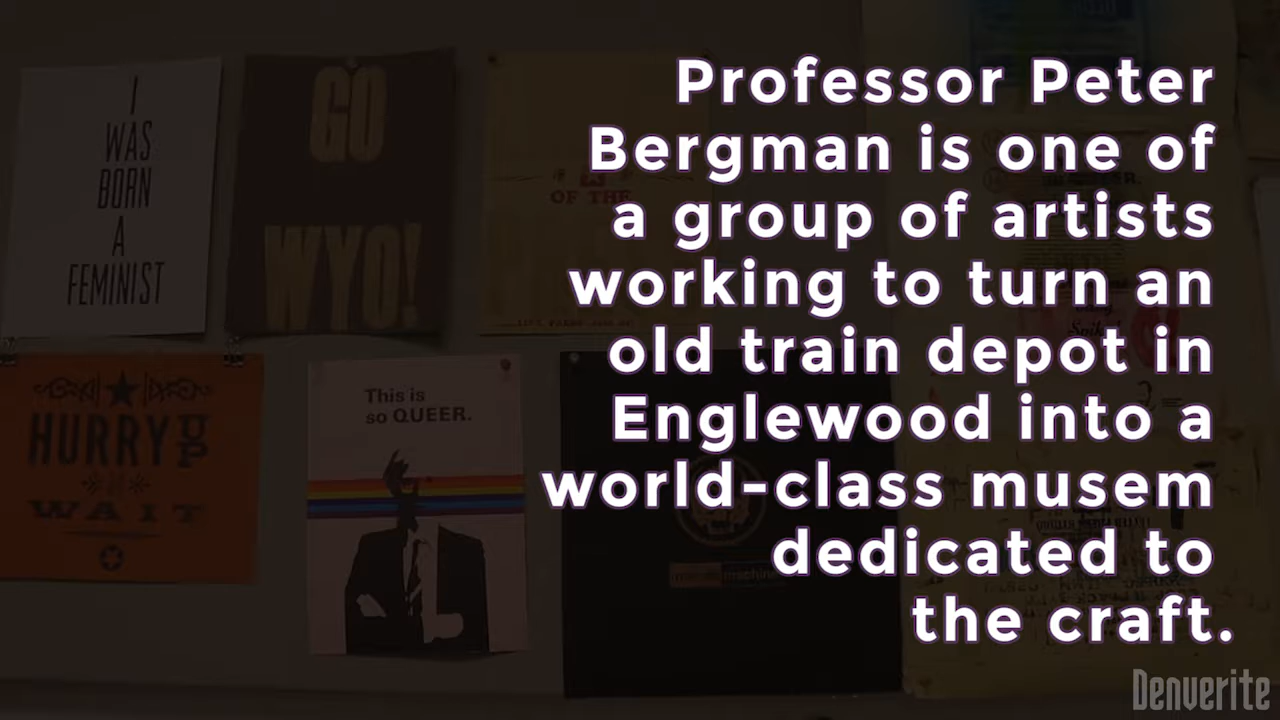 I
WAS
BORN
A
FEMINIST
GO
WYO!
OF THE
HURRY UP
WAIT
This is
so QUEER.
Professor Peter
Bergman is one of
a group of artists
working to turn an
old train depot in
Englewood into a
world-class musem
dedicated to
the craft.
Denverite